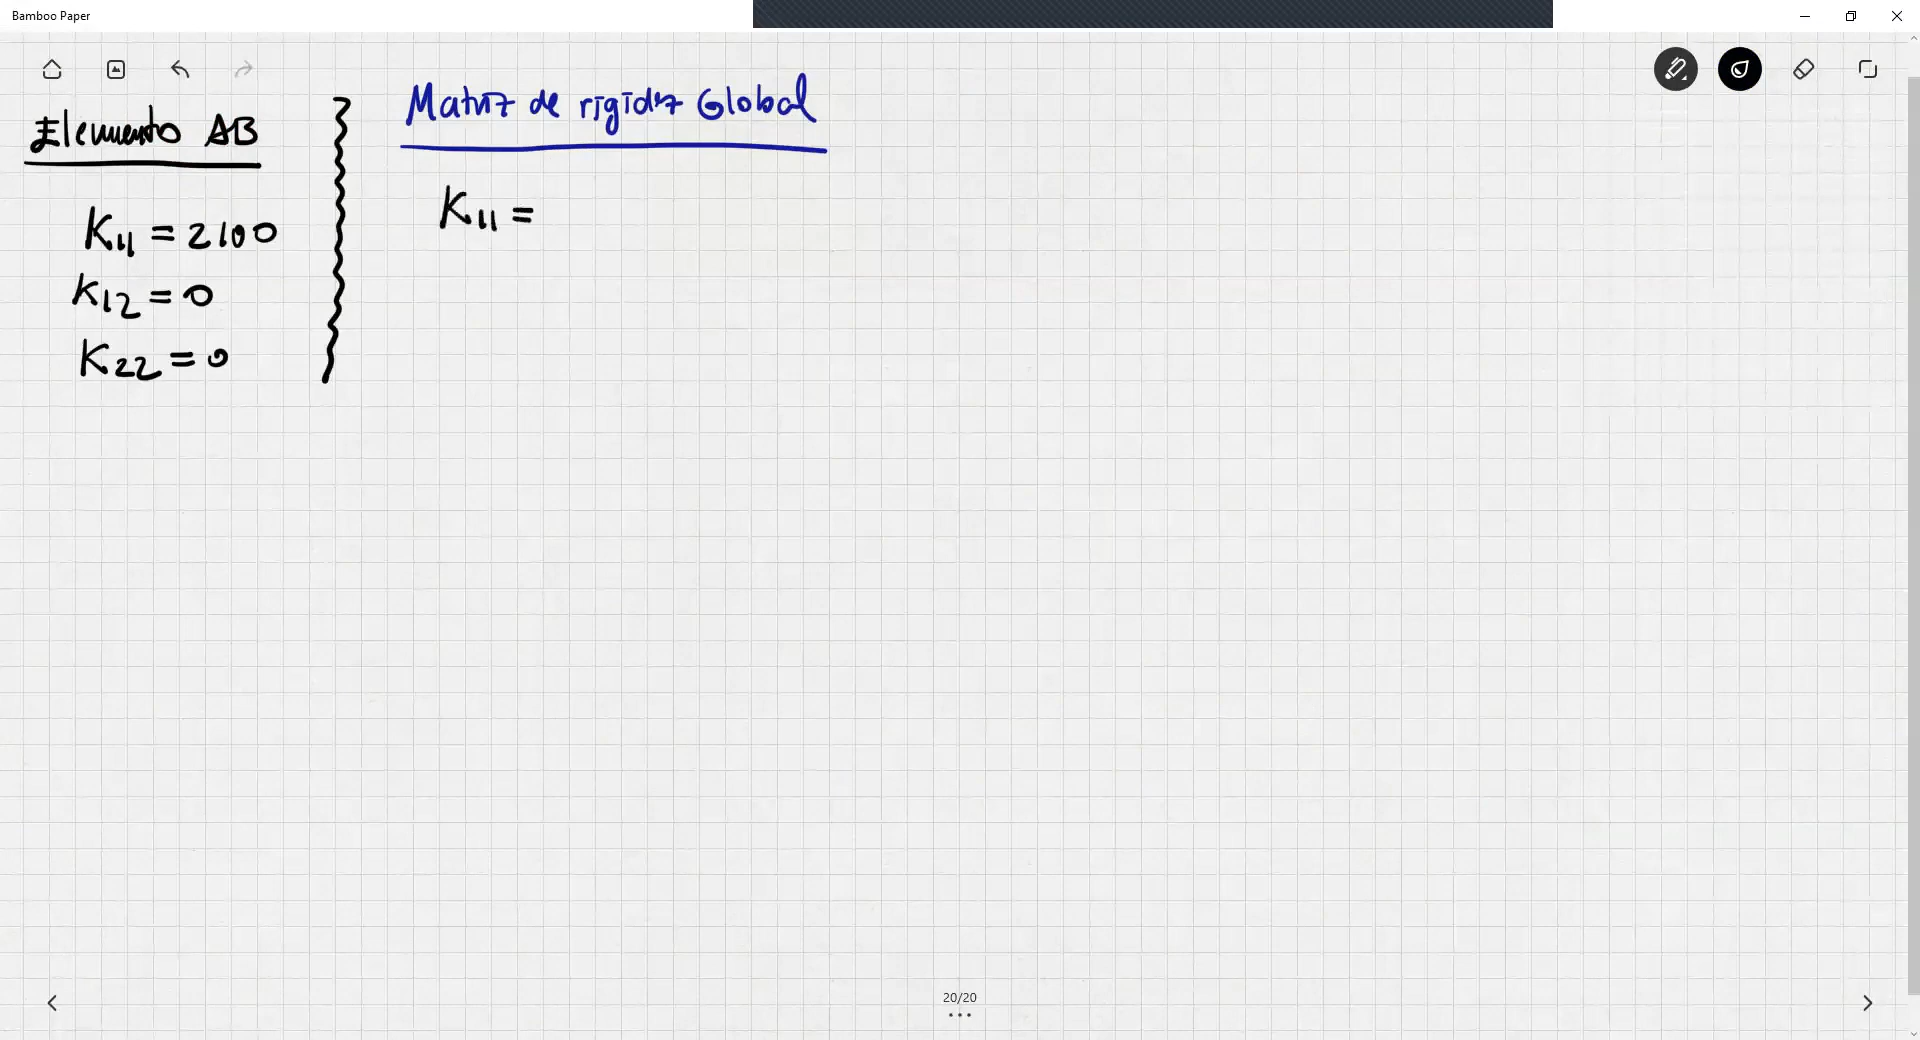 Bamboo Paper
Elemento AB
K11 = 2100
K12 = 0
K22 = 0
Matriz de rigidez Global
K11 =
20/20